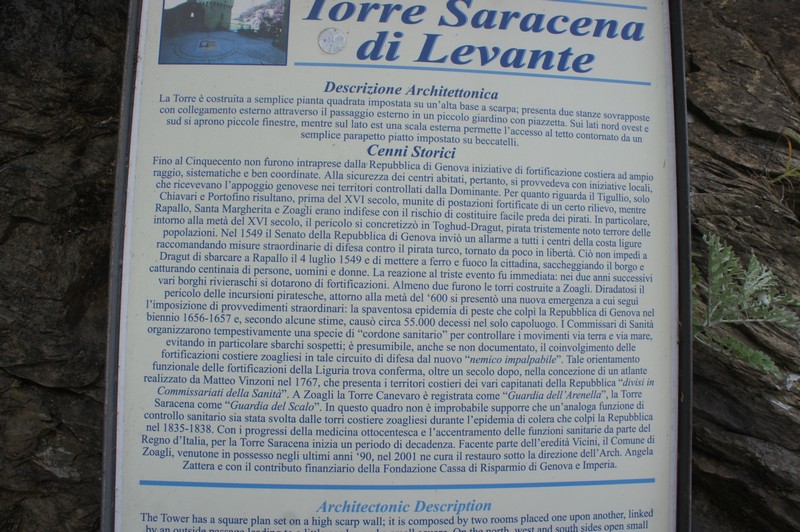 Torre Saracena
di Levante
Descrizione Architettonica
La Torre è costruita a semplice pianta quadrata impostata su un'alta base a scarpa; presenta due stanze sovrapposte
con collegamento esterno attraverso il passaggio esterno in un piccolo giardino con piazzetta. Sui lati nord ovest e
sud si aprono piccole finestre, mentre sul lato est una scala esterna permette l'accesso al tetto contornato da un
semplice parapetto piatto impostato su beccatelli.
Cenni Storici
Fino al Cinquecento non furono intraprese dalla Repubblica di Genova iniziative di fortificazione costiera ad ampio
raggio, sistematiche e ben coordinate. Alla sicurezza dei centri abitati, pertanto, si provvedeva con iniziative locali,
che ricevevano l'appoggio genovese nei territori controllati dalla Dominante. Per quanto riguarda il Tigullio, solo
Chiavari e Portofino risultano, prima del XVI secolo, munite di postazioni fortificate di un certo rilievo, mentre
Rapallo, Santa Margherita e Zoagli erano indifese con il rischio di costituire facile preda dei pirati. In particolare,
intorno alla metà del XVI secolo, il pericolo si concretizzò in Toghud-Dragut, pirata tristemente noto terrore delle
popolazioni. Nel 1549 il Senato della Repubblica di Genova inviò un allarme a tutti i centri della costa ligure
raccomandando misure straordinarie di difesa contro il pirata turco, tornato da poco in libertà. Ciò non impedì a
Dragut di sbarcare a Rapallo il 4 luglio 1549 e di mettere a ferro e fuoco la cittadina, saccheggiando il borgo e
catturando centinaia di persone, uomini e donne. La reazione al triste evento fu immediata: nei due anni successivi
vari borghi rivieraschi si dotarono di fortificazioni. Almeno due furono le torri costruite a Zoagli. Diradatosi il
pericolo delle incursioni piratesche, attorno alla metà del '600 si presentò una nuova emergenza a cui seguì
l'imposizione di provvedimenti straordinari: la spaventosa epidemia di peste che colpì la Repubblica di Genova nel
biennio 1656-1657 e, secondo alcune stime, causò circa 55.000 decessi nel solo capoluogo. I Commissari di Sanità
organizzarono tempestivamente una specie di "cordone sanitario" per controllare i movimenti via terra e via mare,
evitando in particolare sbarchi sospetti; è presumibile, anche se non documentato, il coinvolgimento delle
fortificazioni costiere zoagliesi in tale circuito di difesa dal nuovo "nemico impalpabile". Tale orientamento
funzionale delle fortificazioni della Liguria trova conferma, oltre un secolo dopo, nella concezione di un atlante
realizzato da Matteo Vinzoni nel 1767, che presenta i territori costieri dei vari capitanati della Repubblica "divisi in
Commissariati della Sanità". A Zoagli la Torre Canevaro è registrata come "Guardia dell'Arenella", la Torre
Saracena come "Guardia del Scalo". In questo quadro non è improbabile supporre che un'analoga funzione di
controllo sanitario sia stata svolta dalle torri costiere zoagliesi durante l'epidemia di colera che colpì la Repubblica
nel 1835-1838. Con i progressi della medicina ottocentesca e l'accentramento delle funzioni sanitarie da parte del
Regno d'Italia, per la Torre Saracena inizia un periodo di decadenza. Facente parte dell'eredità Vicini, il Comune di
Zoagli, venutone in possesso negli ultimi anni '90, nel 2001 ne cura il restauro sotto la direzione dell'Arch. Angela
Zattera e con il contributo finanziario della Fondazione Cassa di Risparmio di Genova e Imperia.
Architectonic Description
The Tower has a square plan set on a high scarp wall; it is composed by two rooms placed one upon another, linked
by an outside passage leading to a little garden and a small square. On the north, west and south sides open small